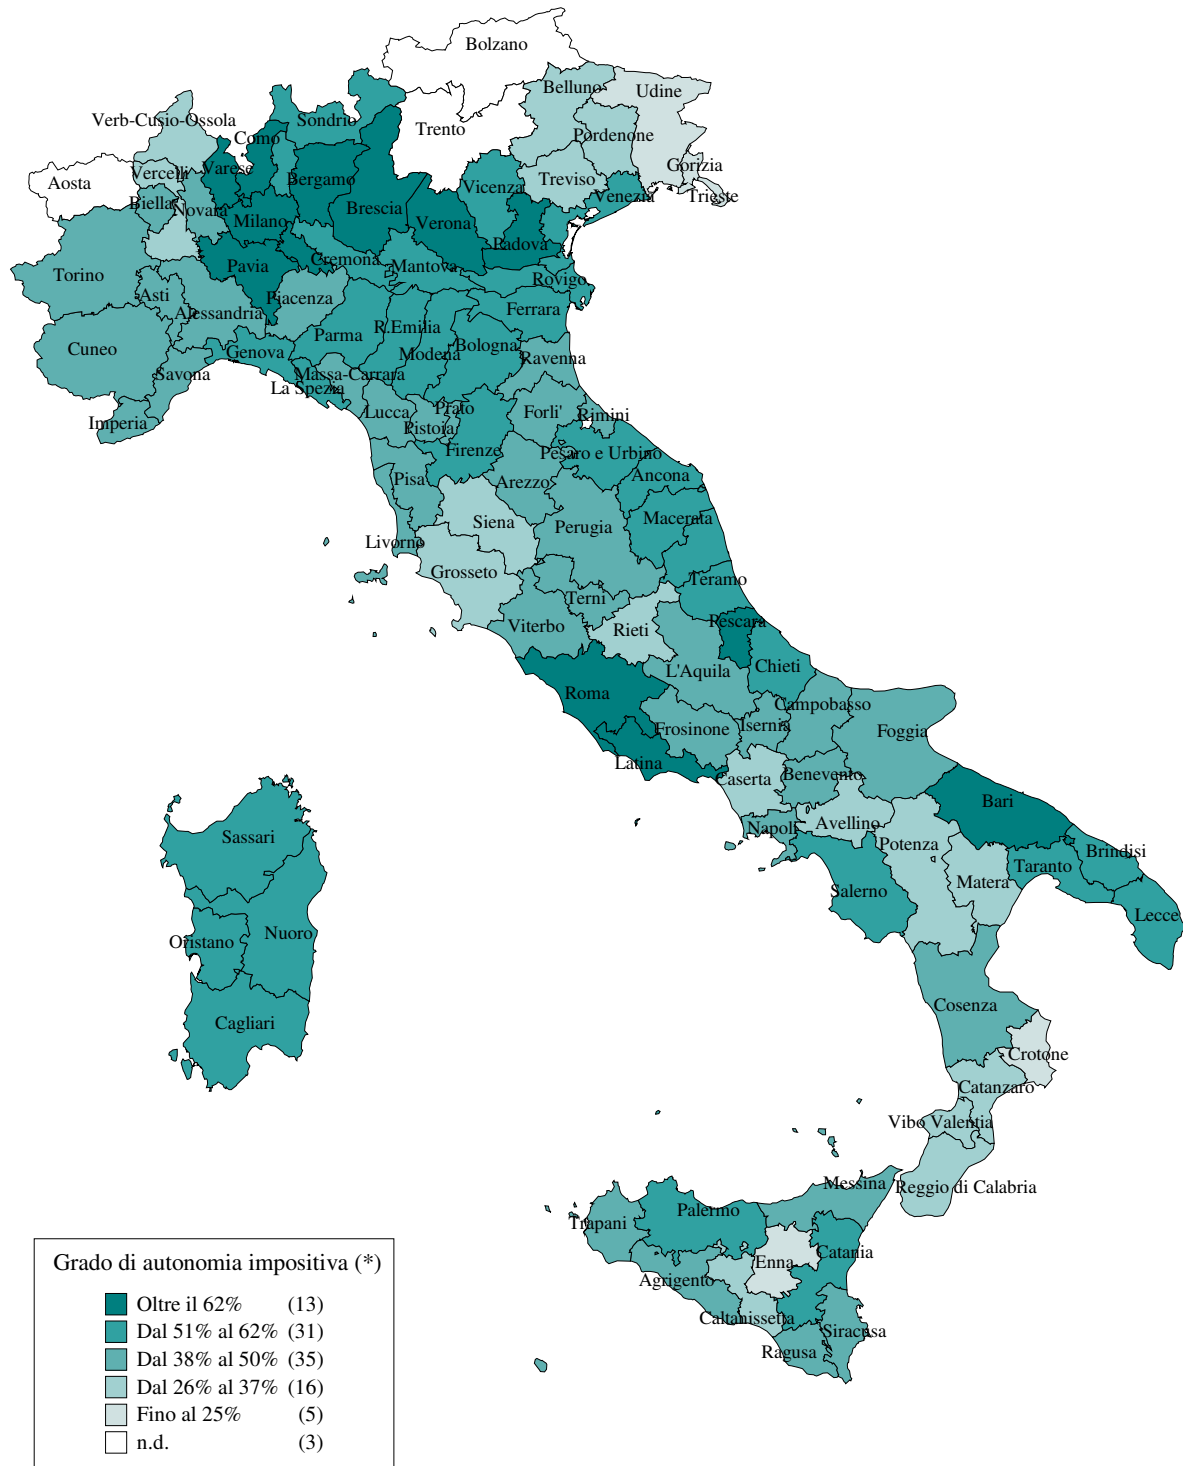 Bolzano
Belluno
Udine
Verb-Cusio-Ossola
Sondrio
Trento
Pordenone
Como
Gorizia
Vercelli
Varese
Aosta
Bergamo
Vicenza
Treviso
Trieste
Venezia
Biella
Novara
Brescia
Milano
Verona
Padova
Cremona
Pavia
Mantova
Torino
Rovigo
Asti
Piacenza
Alessandria
Ferrara
Parma
R.Emilia
Cuneo
Genova
Modena
Bologna
Ravenna
Savona
Massa-Carrara
La Spezia
Lucca
Prato
Forli'
Rimini
Imperia
Pistoia
Firenze
Pesaro e Urbino
Pisa
Arezzo
Ancona
Siena
Perugia
Macerata
Livorno
Grosseto
Teramo
Terni
Viterbo
Rieti
Pescara
L'Aquila
Chieti
Roma
Campobasso
Frosinone
Isernia
Foggia
Latina
Caserta
Benevento
Bari
Napoli
Avellino
Sassari
Potenza
Brindisi
Taranto
Matera
Salerno
Lecce
Nuoro
Oristano
Cosenza
Cagliari
Crotone
Catanzaro
Vibo Valentia
Messina
Reggio di Calabria
Palermo
Trapani
Catania
Enna
Agrigento
Caltanissetta
Siracusa
Ragusa
Grado di autonomia impositiva (*)
Oltre il 62% (13)
Dal 51% al 62% (31)
Dal 38% al 50% (35)
Dal 26% al 37% (16)
Fino al 25% (5)
n.d. (3)